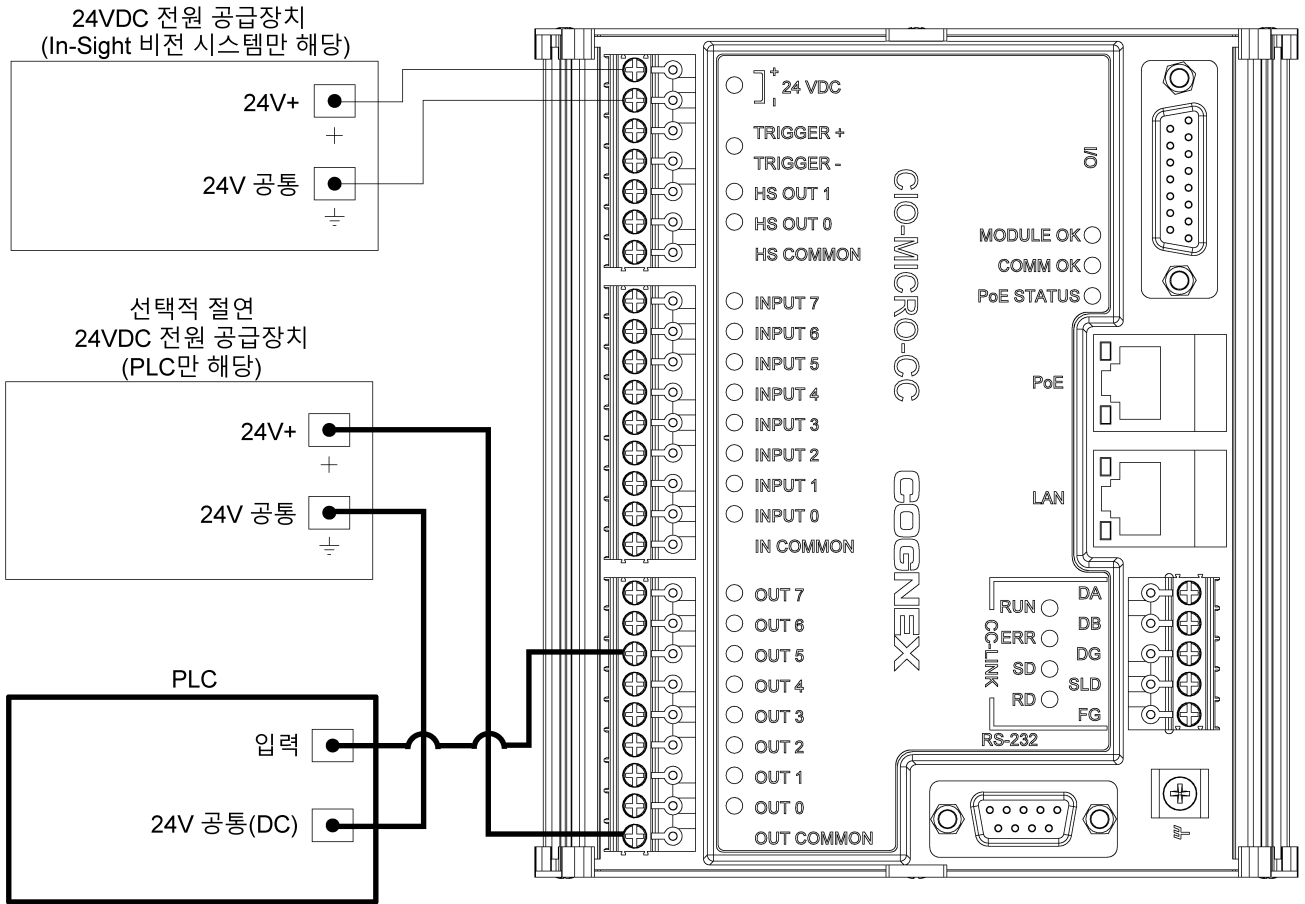 24VDC 전원 공급장치
(In-Sight 비전 시스템만 해당)
24V+
24V 공통
선택적 절연
24VDC 전원 공급장치
(PLC만 해당)
24V+
24V 공통
PLC
입력
24V 공통(DC)
+
-
24 VDC
TRIGGER +
TRIGGER -
HS OUT 1
HS OUT 0
HS COMMON
INPUT 7
INPUT 6
INPUT 5
INPUT 4
INPUT 3
INPUT 2
INPUT 1
INPUT 0
IN COMMON
OUT 7
OUT 6
OUT 5
OUT 4
OUT 3
OUT 2
OUT 1
OUT 0
OUT COMMON
CIO-MICRO-CC
COGNEX
I/O
MODULE OK
COMM OK
PoE STATUS
PoE
LAN
CC-LINK
RUN
ERR
SD
RD
DA
DB
DG
SLD
FG
RS-232